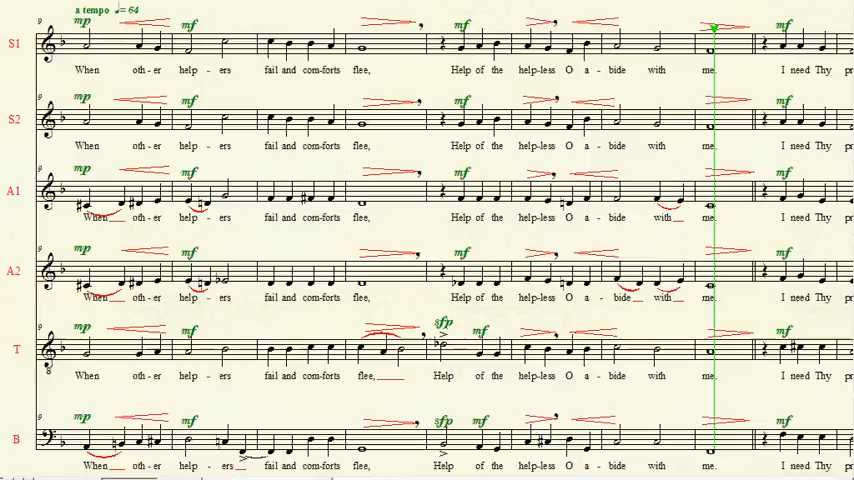 a tempo ♩= 64
9 mp mf mf mf
S1
When oth - er help - ers fail and com-forts flee, Help of the help-less O a - bide with me. I need Thy
9 mp mf mf mf
S2
When oth - er help - ers fail and com-forts flee, Help of the help-less O a - bide with me. I need Thy
9 mp mf mf mf
A1
When oth - er help - ers fail and com-forts flee, Help of the help-less O a - bide with me. I need Thy
9 mp mf mf mf
A2
When oth - er help - ers fail and com-forts flee, Help of the help-less O a - bide with me. I need Thy
9 mp mf sfp mf mf
T
8
When oth - er help - ers fail and com-forts flee, Help of the help-less O a - bide with me. I need Thy
9 mp mf sfp mf mf
B
When oth - er help - ers fail and com-forts flee, Help of the help-less O a - bide with me. I need Thy